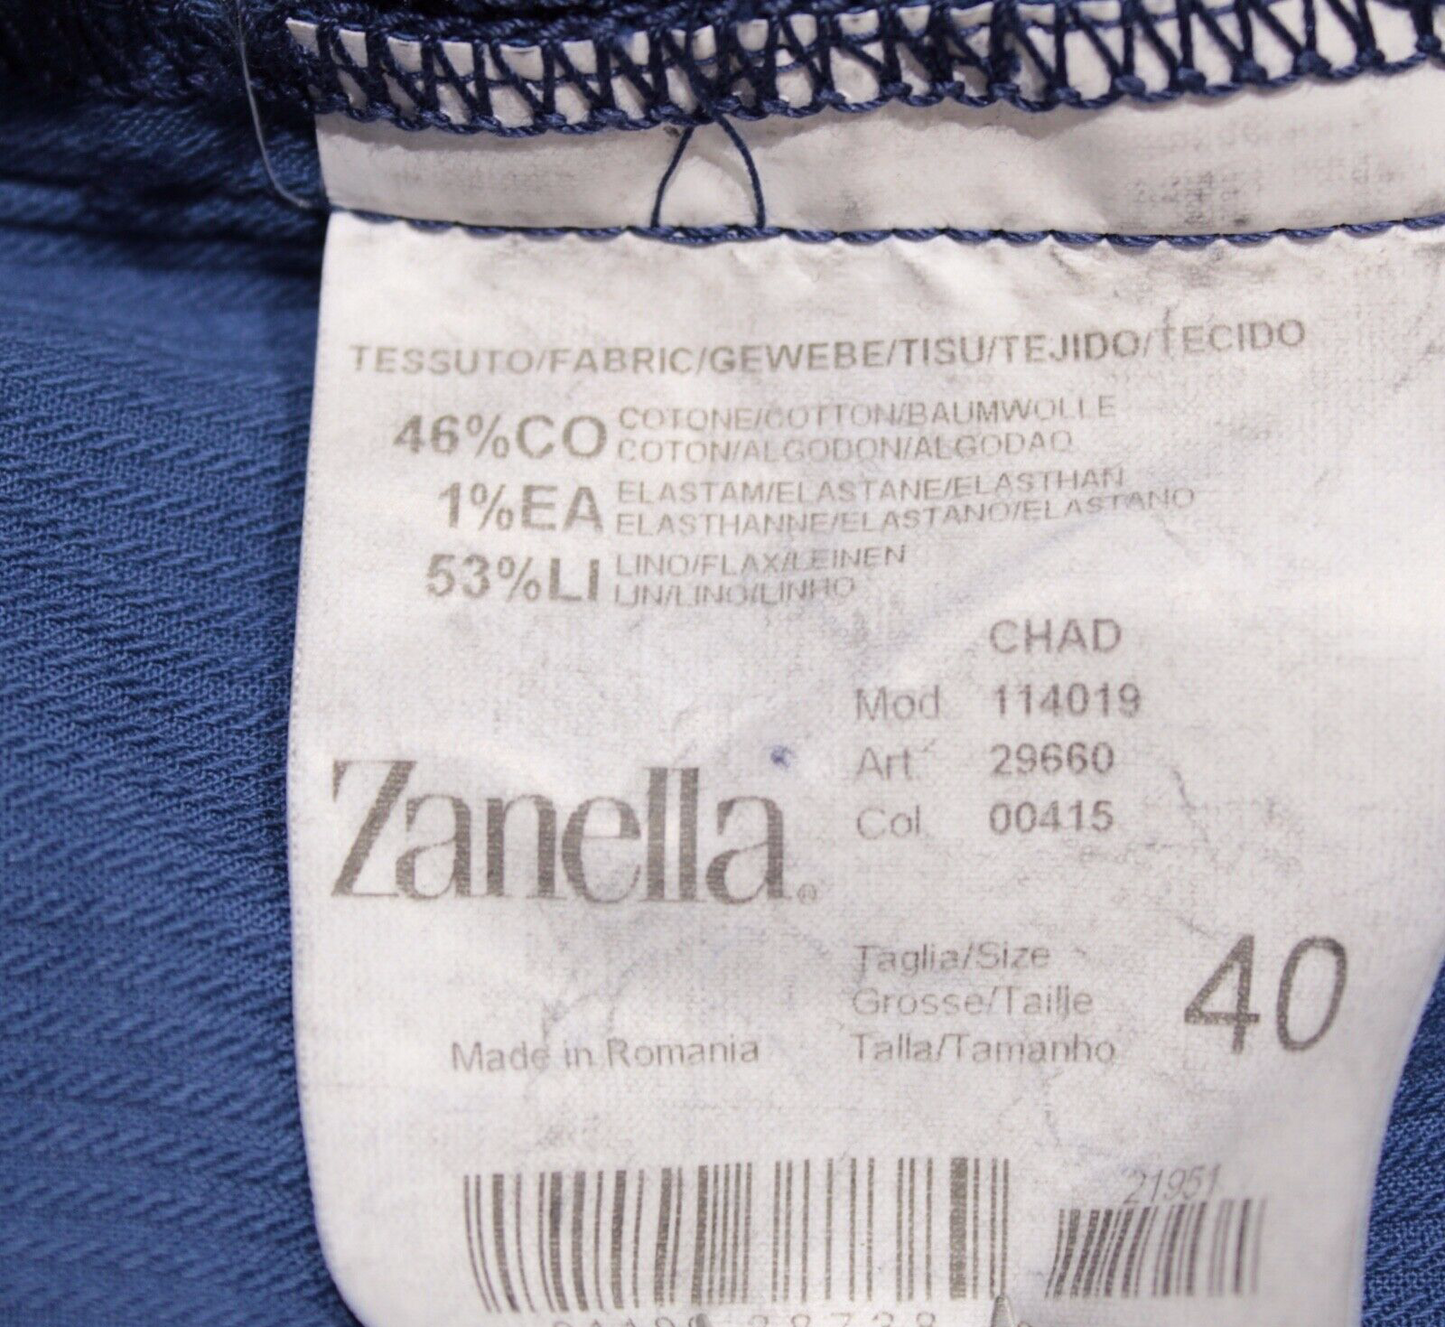 TESSUTO/FABRIC/GEWEBE/TISU/TEJIDO/TECIDO
46%CO COTONE/COTTON/BAUMWOLLE
COTON/ALGODON/ALGODAO
1%EA ELASTAM/ELASTANE/ELASTHAN
ELASTHANNE/ELASTANO/ELASTANO
53%LI LINO/FLAX/LEINEN
LIN/LINO/LINHO
CHAD
Mod 114019
Art 29660
Col 00415
Zanella®
Taglia/Size
Grosse/Taille
Talla/Tamanho
40
Made in Romania
21951